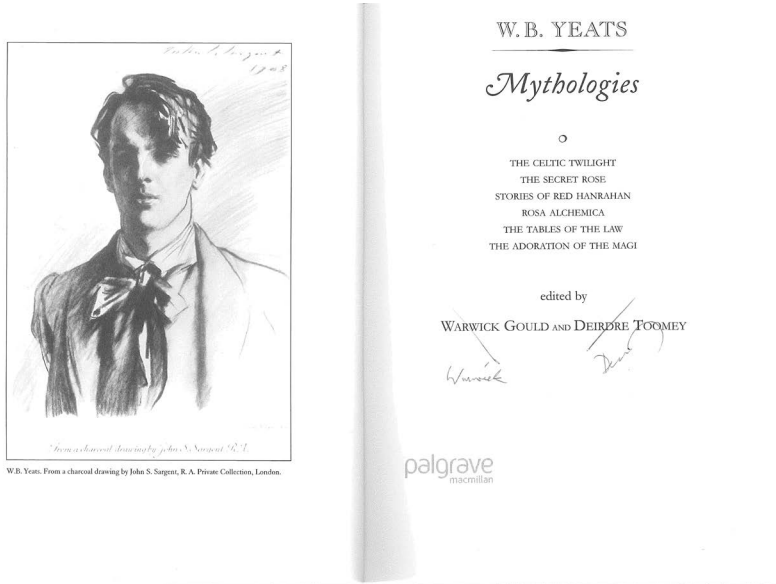 John S. Sargent
1908
From a charcoal drawing by John S. Sargent R.A.
W.B. Yeats. From a charcoal drawing by John S. Sargent, R. A. Private Collection, London.
W. B. YEATS
Mythologies
THE CELTIC TWILIGHT
THE SECRET ROSE
STORIES OF RED HANRAHAN
ROSA ALCHEMICA
THE TABLES OF THE LAW
THE ADORATION OF THE MAGI
edited by
WARWICK GOULD AND DEIRDRE TOOMEY
Warwick
palgrave
macmillan